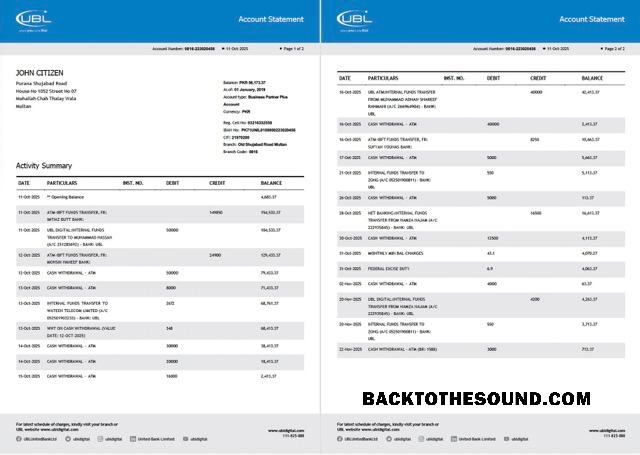 UBL
Account Statement
Account Number: 0816-223020456 11-Oct-2025 Page 1 of 2
JOHN CITIZEN
Purana Shujabad Road
House No 1052 Street No 07
Mohallah Chah Thalay Wala
Multan
Balance: PKR 56,173.37
As of: 01 January, 2019
Account type: Business Partner Plus
Account
Currency: PKR
Reg. Cell No: 03216332550
Branch: Old Shujabad Road Multan
Branch Code: 0816
Activity Summary
DATE PARTICULARS INST. NO. DEBIT CREDIT BALANCE
11-Oct-2025 ** Opening Balance 4,683.37
11-Oct-2025 ATM-IBFT FUNDS TRANSFER, FR: 149850 154,533.37
IMTIAZ BUTT BANK:
11-Oct-2025 UBL DIGITAL:INTERNAL FUNDS 50000 104,533.37
TRANSFER TO MUHAMMAD HASSAN
(A/C 231285692) - BANK: UBL
12-Oct-2025 ATM-IBFT FUNDS TRANSFER, FR: 24900 129,433.37
MOHSIN HANEEF BANK:
12-Oct-2025 CASH WITHDRAWAL - ATM 50000 79,433.37
13-Oct-2025 CASH WITHDRAWAL - ATM 8000 71,433.37
13-Oct-2025 INTERNAL FUNDS TRANSFER TO 2672 68,761.37
WATEEN TELECOM LIMITED (A/C
05250190323S) - BANK: UBL
13-Oct-2025 WHT ON CASH WITHDRAWAL (VALUE 348 68,413.37
DATE: 12-OCT-2025)
14-Oct-2025 CASH WITHDRAWAL - ATM 30000 38,413.37
14-Oct-2025 CASH WITHDRAWAL - ATM 20000 18,413.37
15-Oct-2025 CASH WITHDRAWAL - ATM 16000 2,413.37
For latest schedule of charges, kindly visit your branch or
UBL website www.ubldigital.com
www.ubldigital.com
111-825-888
UBLUnitedBankLtd ubldigital ubldigital United-Bank-Limited ubldigital
UBL
Account Statement
Account Number: 0816-223020456 11-Oct-2025 Page 2 of 2
DATE PARTICULARS INST. NO. DEBIT CREDIT BALANCE
16-Oct-2025 UBL ATM:INTERNAL FUNDS TRANSFER 40000 42,413.37
FROM MUHAMMAD AZHAR SHAREEF
RAHMANI (A/C 266964904) - BANK:
UBL
16-Oct-2025 CASH WITHDRAWAL - ATM 40000 2,413.37
16-Oct-2025 ATM-IBFT FUNDS TRANSFER, FR: 8250 10,663.37
SUFYAN YOUNAS BANK:
17-Oct-2025 CASH WITHDRAWAL - ATM 5000 5,663.37
21-Oct-2025 INTERNAL FUNDS TRANSFER TO 550 5,113.37
ZONG (A/C 052501900811) - BANK:
UBL
26-Oct-2025 CASH WITHDRAWAL - ATM 5000 113.37
28-Oct-2025 NET BANKING:INTERNAL FUNDS 16500 16,613.37
TRANSFER FROM HAMZA NAJAM (A/C
222935845) - BANK: UBL
30-Oct-2025 CASH WITHDRAWAL - ATM 12500 4,113.37
31-Oct-2025 MONTHLY MIN BAL CHARGES 43.1 4,070.27
31-Oct-2025 FEDERAL EXCISE DUTY 6.9 4,063.37
02-Nov-2025 CASH WITHDRAWAL - ATM 4000 63.37
20-Nov-2025 UBL DIGITAL:INTERNAL FUNDS 4200 4,263.37
TRANSFER FROM HAMZA NAJAM (A/C
222935845) - BANK: UBL
20-Nov-2025 INTERNAL FUNDS TRANSFER TO 550 3,713.37
ZONG (A/C 052501900811) - BANK:
UBL
22-Nov-2025 CASH WITHDRAWAL - ATM (BR: 1588) 3000 713.37
BACKTOTHESOUND.COM
For latest schedule of charges, kindly visit your branch or
UBL website www.ubldigital.com
www.ubldigital.com
111-825-888
UBLUnitedBankLtd ubldigital ubldigital United-Bank-Limited ubldigital